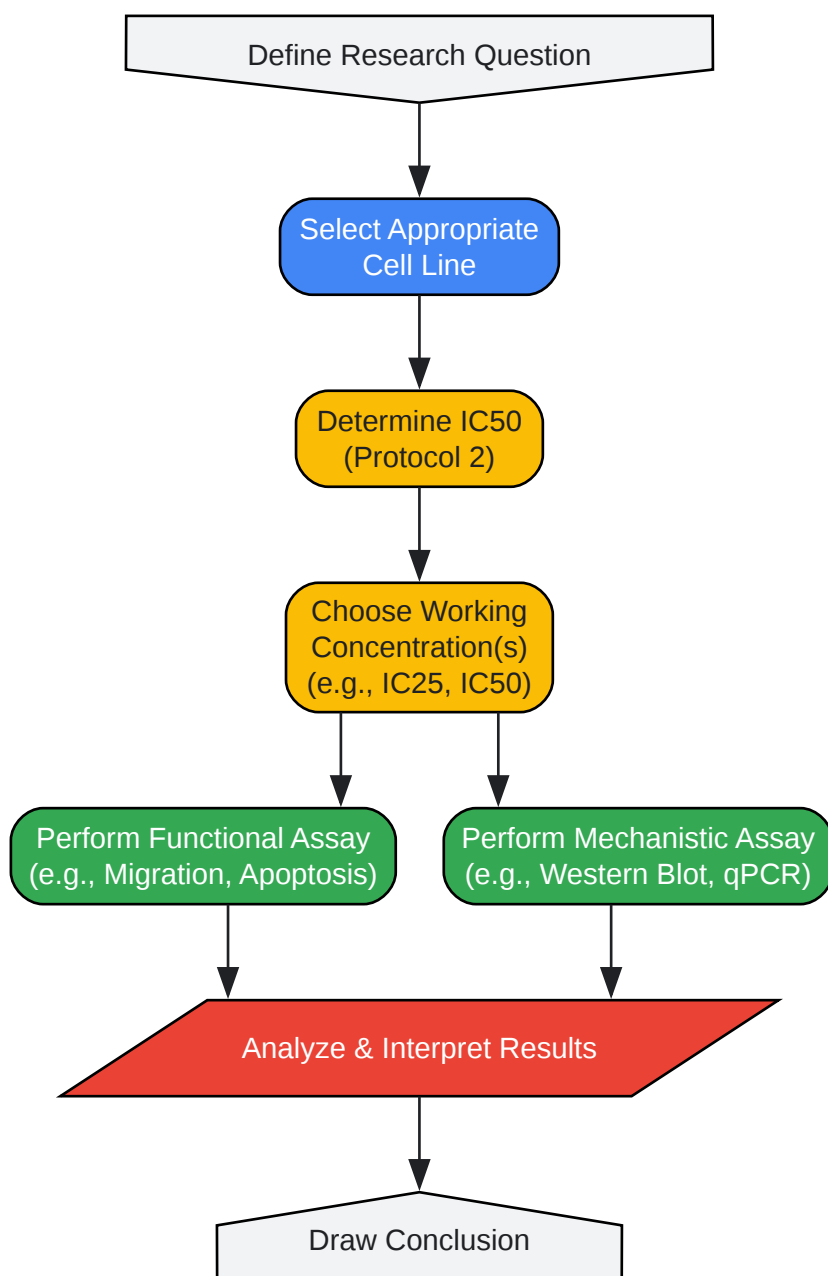 Define Research Question
Select Appropriate
Cell Line
Determine IC50
(Protocol 2)
Choose Working
Concentration(s)
(e.g., IC25, IC50)
Perform Functional Assay
(e.g., Migration, Apoptosis)
Perform Mechanistic Assay
(e.g., Western Blot, qPCR)
Analyze & Interpret Results
Draw Conclusion